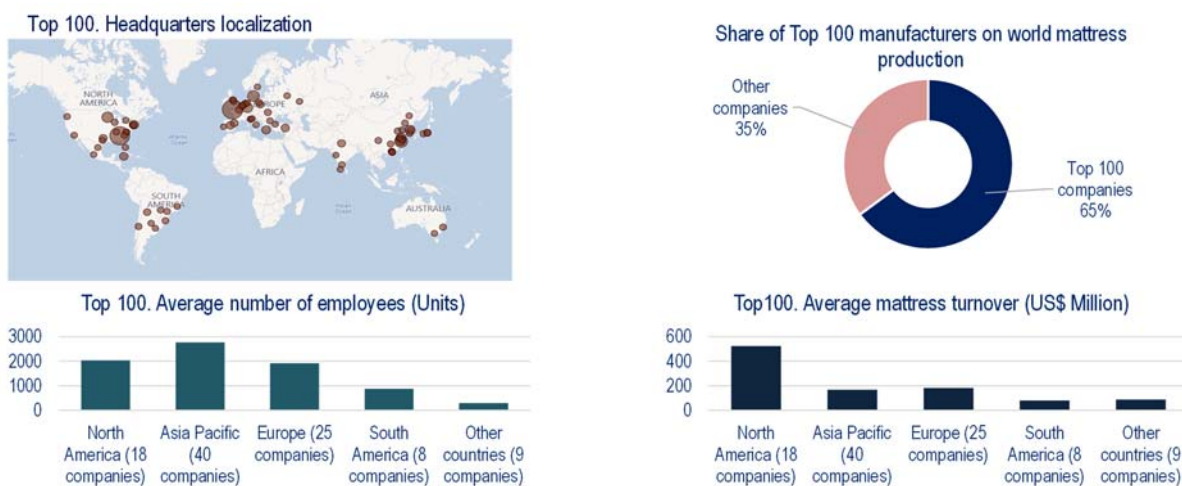 Top 100. Headquarters localization
NORTH
AMERICA
EUROPE
ASIA
AFRICA
SOUTH
AMERICA
AUSTRALIA
Share of Top 100 manufacturers on world mattress
production
Other
companies
35%
Top 100
companies
65%
Top 100. Average number of employees (Units)
3000
2000
1000
0
North
America (18
companies)
Asia Pacific
(40
companies)
Europe (25
companies)
South
America (8
companies)
Other
countries (9
companies)
Top100. Average mattress turnover (US$ Million)
600
400
200
0
North
America (18
companies)
Asia Pacific
(40
companies)
Europe (25
companies)
South
America (8
companies)
Other
countries (9
companies)